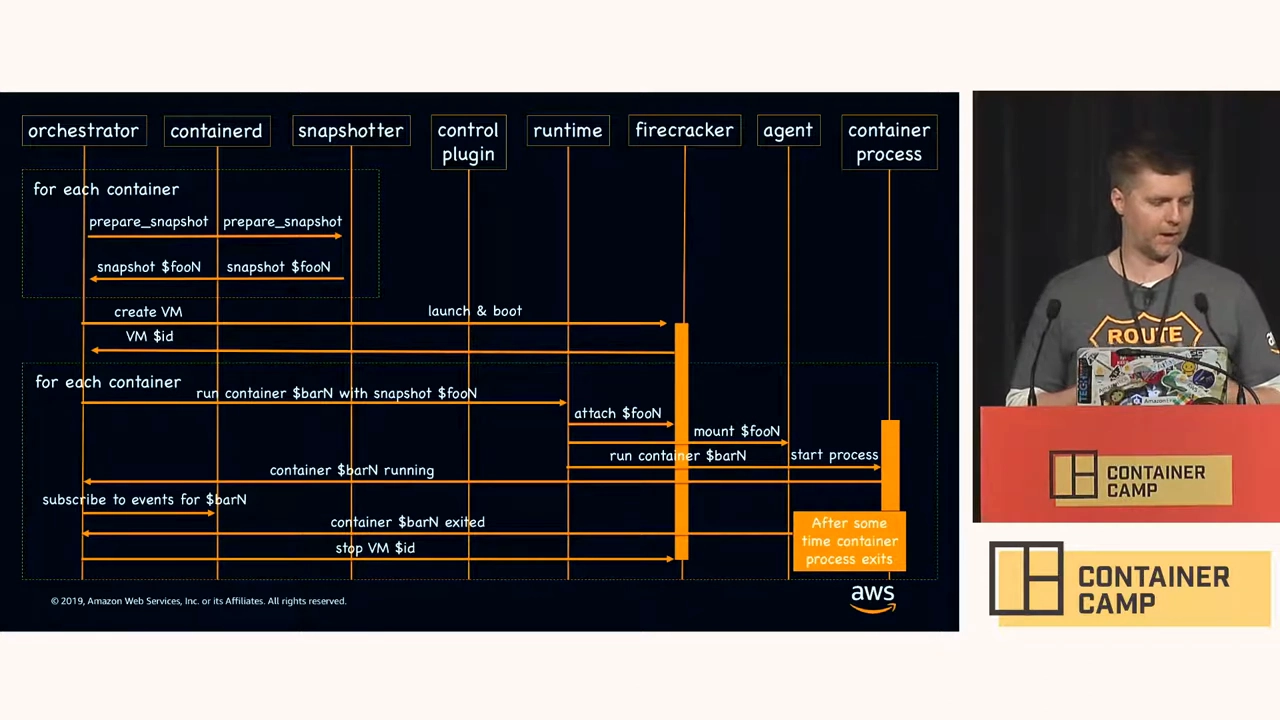 orchestrator
containerd
snapshotter
control
plugin
runtime
firecracker
agent
container
process
for each container
prepare_snapshot
prepare_snapshot
snapshot $fooN
snapshot $fooN
create VM
launch & boot
VM $id
for each container
run container $barN with snapshot $fooN
attach $fooN
mount $fooN
run container $barN
start process
container $barN running
subscribe to events for $barN
container $barN exited
After some
time container
process exits
stop VM $id
© 2019, Amazon Web Services, Inc. or its Affiliates. All rights reserved.
aws
ROUTE
CONTAINER
CAMP
CONTAINER
CAMP